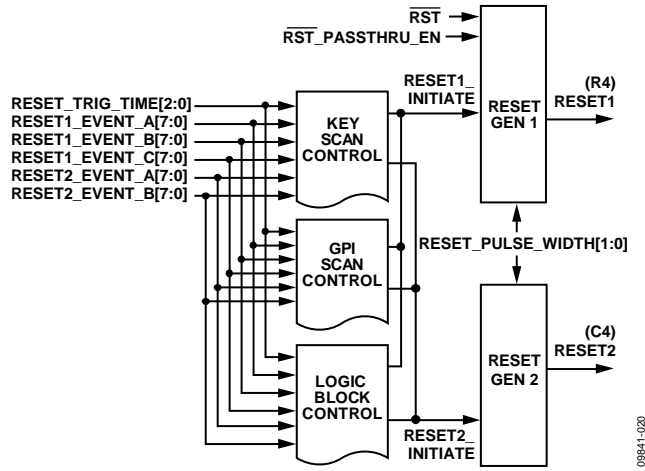 RST
RST_PASSTHRU_EN
RESET_TRIG_TIME[2:0]
RESET1_EVENT_A[7:0]
RESET1_EVENT_B[7:0]
RESET1_EVENT_C[7:0]
RESET2_EVENT_A[7:0]
RESET2_EVENT_B[7:0]
KEY
SCAN
CONTROL
RESET1_
INITIATE
RESET
GEN 1
(R4)
RESET1
GPI
SCAN
CONTROL
RESET_PULSE_WIDTH[1:0]
LOGIC
BLOCK
CONTROL
RESET2_
INITIATE
RESET
GEN 2
(C4)
RESET2
09841-020